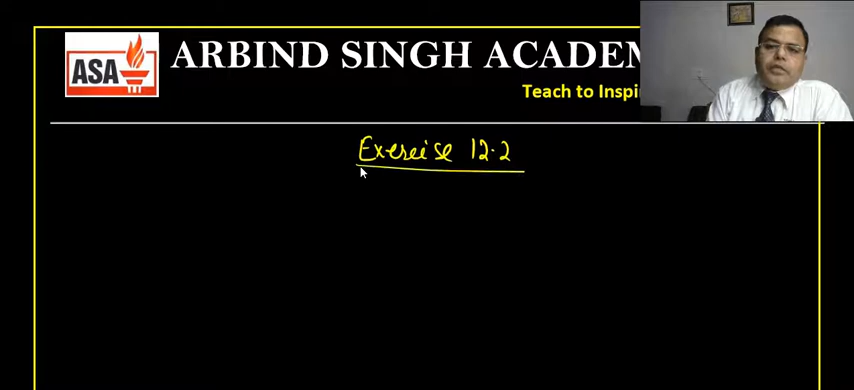 ASA
ARBIND SINGH ACADEM
Teach to Inspi
Exercise 12.2